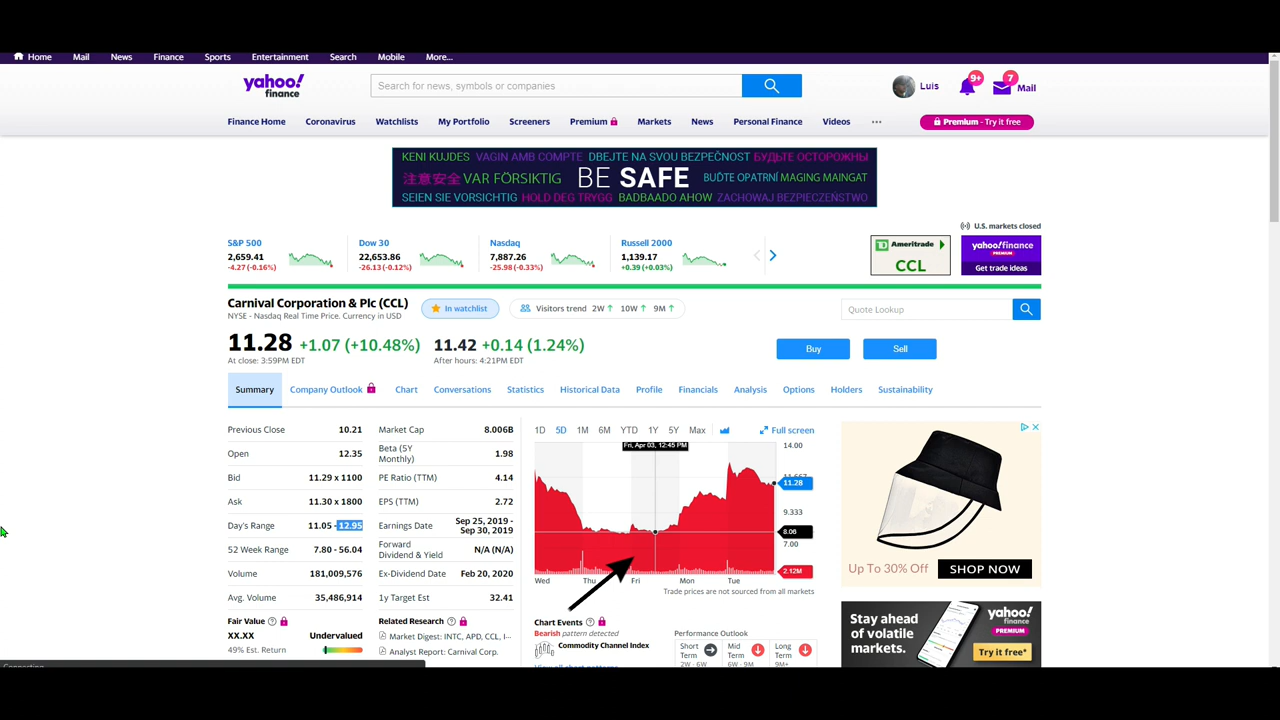 Home Mail News Finance Sports Entertainment Search Mobile More...
yahoo!
finance
Search for news, symbols or companies
Luis 9+ 7 Mail
Finance Home Coronavirus Watchlists My Portfolio Screeners Premium Markets News Personal Finance Videos ... Premium - Try it free
KENI KUJDES VAGIN AMB COMPTE DBEJTE NA SVOU BEZPEČNOST БУДЬТЕ ОСТОРОЖНЫ
注意安全 VAR FÖRSIKTIG BE SAFE BUĎTE OPATRNÍ MAGING MAINGAT
SEIEN SIE VORSICHTIG HOLD DEG TRYGG BADBAADO AHOW ZACHOWAJ BEZPIECZEŃSTWO
U.S. markets closed
S&P 500 Dow 30 Nasdaq Russell 2000
2,659.41 22,653.86 7,887.26 1,139.17
-4.27 (-0.16%) -26.13 (-0.12%) -25.98 (-0.33%) +0.39 (+0.03%)
TD Ameritrade
CCL
yahoo!finance
PREMIUM
Get trade ideas
Carnival Corporation & Plc (CCL) In watchlist Visitors trend 2W ↑ 10W ↑ 9M ↑ Quote Lookup
NYSE - Nasdaq Real Time Price. Currency in USD
11.28 +1.07 (+10.48%) 11.42 +0.14 (1.24%) Buy Sell
At close: 3:59PM EDT After hours: 4:21PM EDT
Summary Company Outlook Chart Conversations Statistics Historical Data Profile Financials Analysis Options Holders Sustainability
Previous Close 10.21
Open 12.35
Bid 11.29 x 1100
Ask 11.30 x 1800
Day's Range 11.05 - 12.95
52 Week Range 7.80 - 56.04
Volume 181,009,576
Avg. Volume 35,486,914
Fair Value
XX.XX Undervalued
49% Est. Return
Market Cap 8.006B
Beta (5Y
Monthly) 1.98
PE Ratio (TTM) 4.14
EPS (TTM) 2.72
Earnings Date Sep 25, 2019 -
Sep 30, 2019
Forward
Dividend & Yield N/A (N/A)
Ex-Dividend Date Feb 20, 2020
1y Target Est 32.41
Related Research
Market Digest: INTC, APD, CCL, I...
Analyst Report: Carnival Corp.
1D 5D 1M 6M YTD 1Y 5Y Max Full screen
Fri, Apr 03, 12:45 PM
14.00
11.28
9.333
8.06
7.00
2.12M
Wed Thu Fri Mon Tue
Trade prices are not sourced from all markets
Chart Events
Bearish pattern detected
Commodity Channel Index
Performance Outlook
Short
Term
2W - 6W
Mid
Term
6W - 9M
Long
Term
9M+
Up To 30% Off SHOP NOW
Stay ahead
of volatile
markets.
yahoo!
finance
PREMIUM
Try it free*